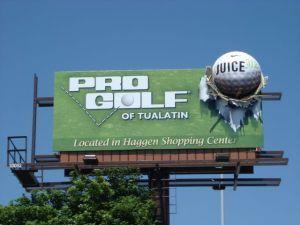 PRO
GOLF
OF TUALATIN
Located in Haggen Shopping Center
JUICE